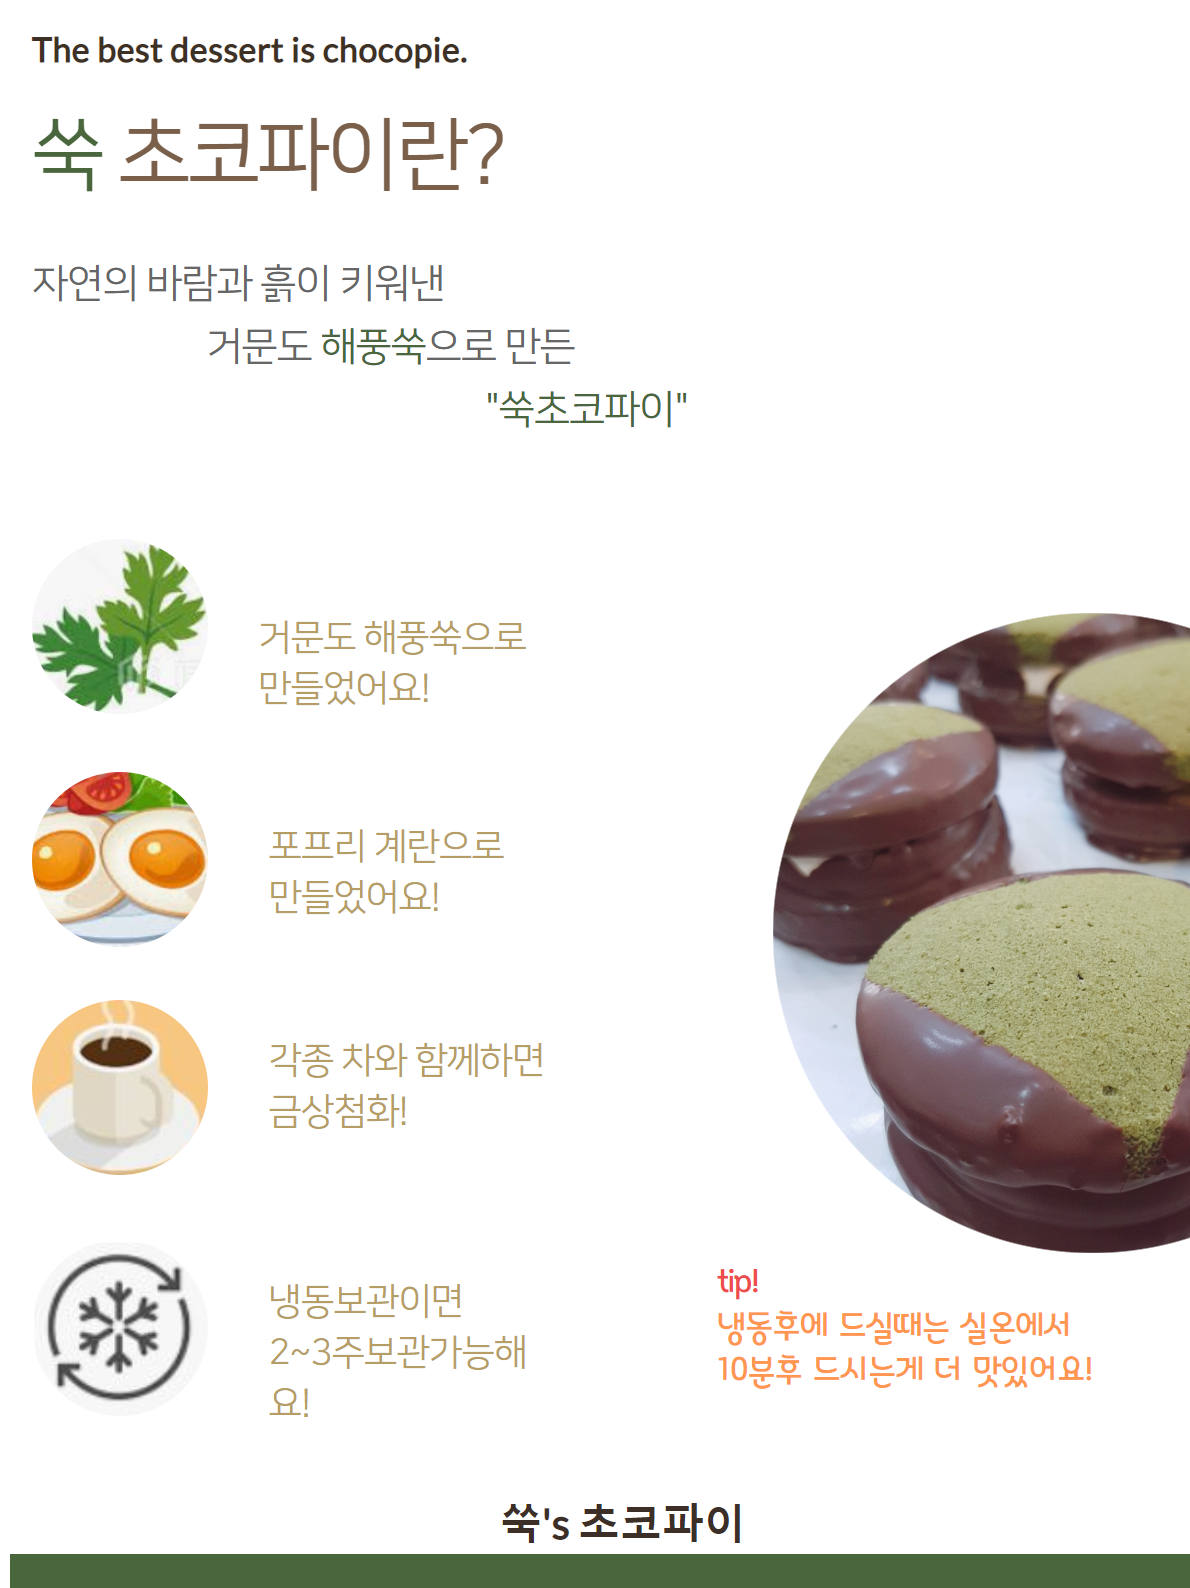 The best dessert is chocopie.
쑥 초코파이란?
자연의 바람과 흙이 키워낸
거문도 해풍쑥으로 만든
"쑥초코파이"
거문도 해풍쑥으로
만들었어요!
포프리 계란으로
만들었어요!
각종 차와 함께하면
금상첨화!
냉동보관이면
2~3주보관가능해
요!
tip!
냉동후에 드실때는 실온에서
10분후 드시는게 더 맛있어요!
쑥's 초코파이